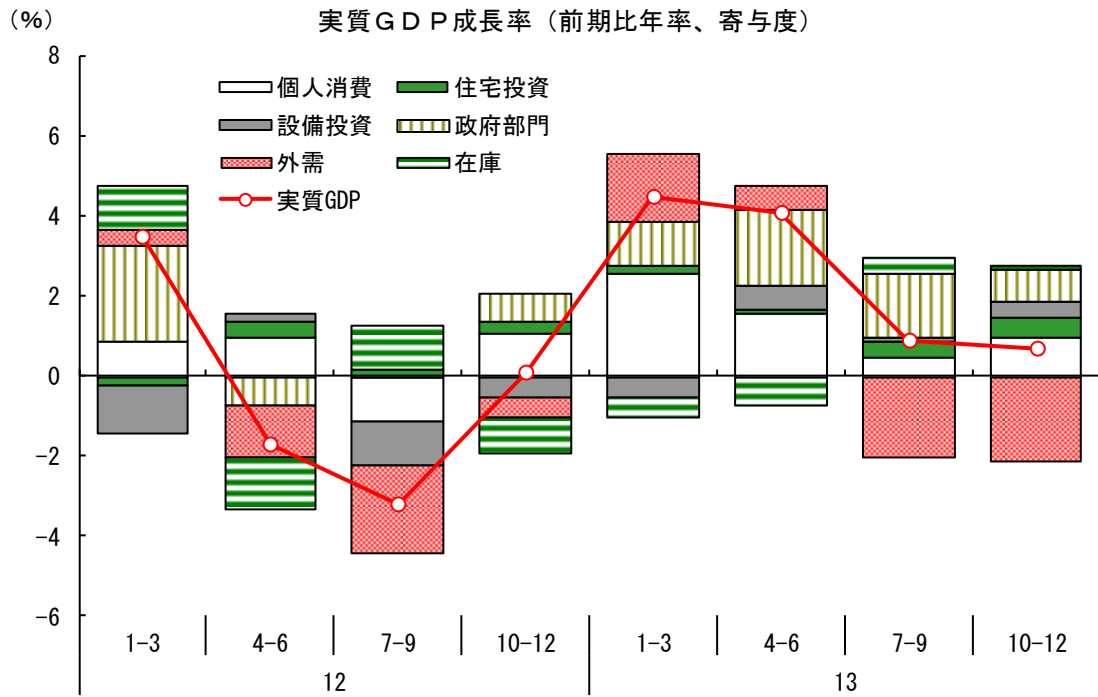 (%)
実質ＧＤＰ成長率（前期比年率、寄与度）
8
6
4
2
0
-2
-4
-6
個人消費
住宅投資
設備投資
政府部門
外需
在庫
実質GDP
1-3
4-6
7-9
10-12
1-3
4-6
7-9
10-12
12
13